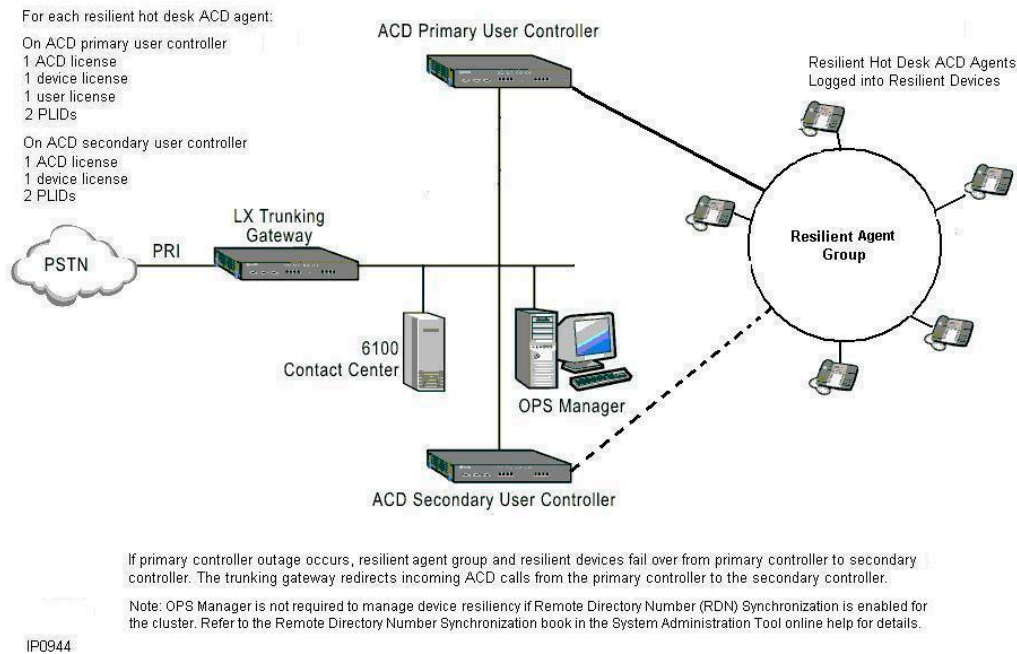 For each resilient hot desk ACD agent:
On ACD primary user controller
1 ACD license
1 device license
1 user license
2 PLIDs
On ACD secondary user controller
1 ACD license
1 device license
2 PLIDs
ACD Primary User Controller
Resilient Hot Desk ACD Agents
Logged into Resilient Devices
LX Trunking
Gateway
PSTN
PRI
Resilient Agent
Group
6100
Contact Center
OPS Manager
ACD Secondary User Controller
If primary controller outage occurs, resilient agent group and resilient devices fail over from primary controller to secondary
controller. The trunking gateway redirects incoming ACD calls from the primary controller to the secondary controller.
Note: OPS Manager is not required to manage device resiliency if Remote Directory Number (RDN) Synchronization is enabled for
the cluster. Refer to the Remote Directory Number Synchronization book in the System Administration Tool online help for details.
IP0944